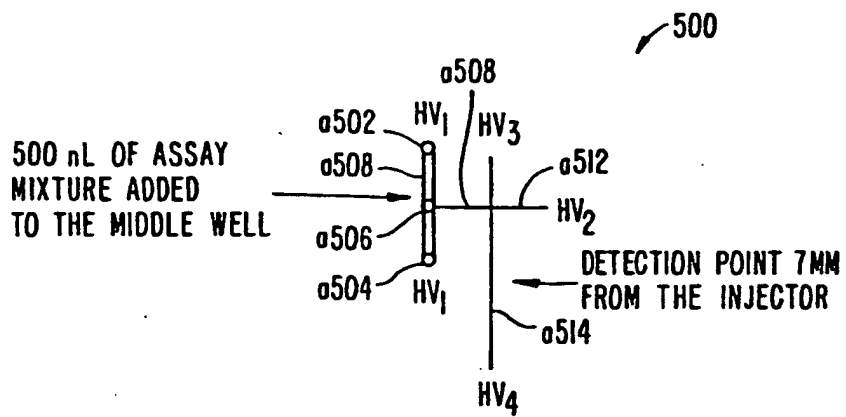 500
a508
HV1
HV3
a502
a508
a512
500 nL OF ASSAY
MIXTURE ADDED
TO THE MIDDLE WELL
HV2
a506
a504
HV1
DETECTION POINT 7MM
FROM THE INJECTOR
a514
HV4